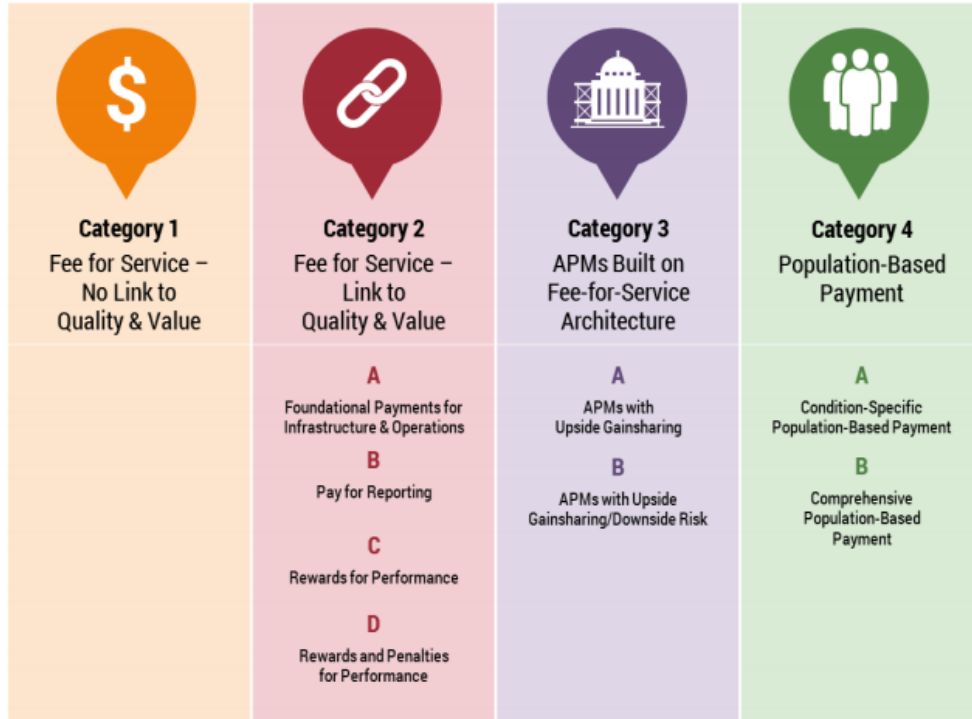 $
Category 1
Fee for Service –
No Link to
Quality & Value
Category 2
Fee for Service –
Link to
Quality & Value
A
Foundational Payments for
Infrastructure & Operations
B
Pay for Reporting
C
Rewards for Performance
D
Rewards and Penalties
for Performance
Category 3
APMs Built on
Fee-for-Service
Architecture
A
APMs with
Upside Gainsharing
B
APMs with Upside
Gainsharing/Downside Risk
Category 4
Population-Based
Payment
A
Condition-Specific
Population-Based Payment
B
Comprehensive
Population-Based
Payment